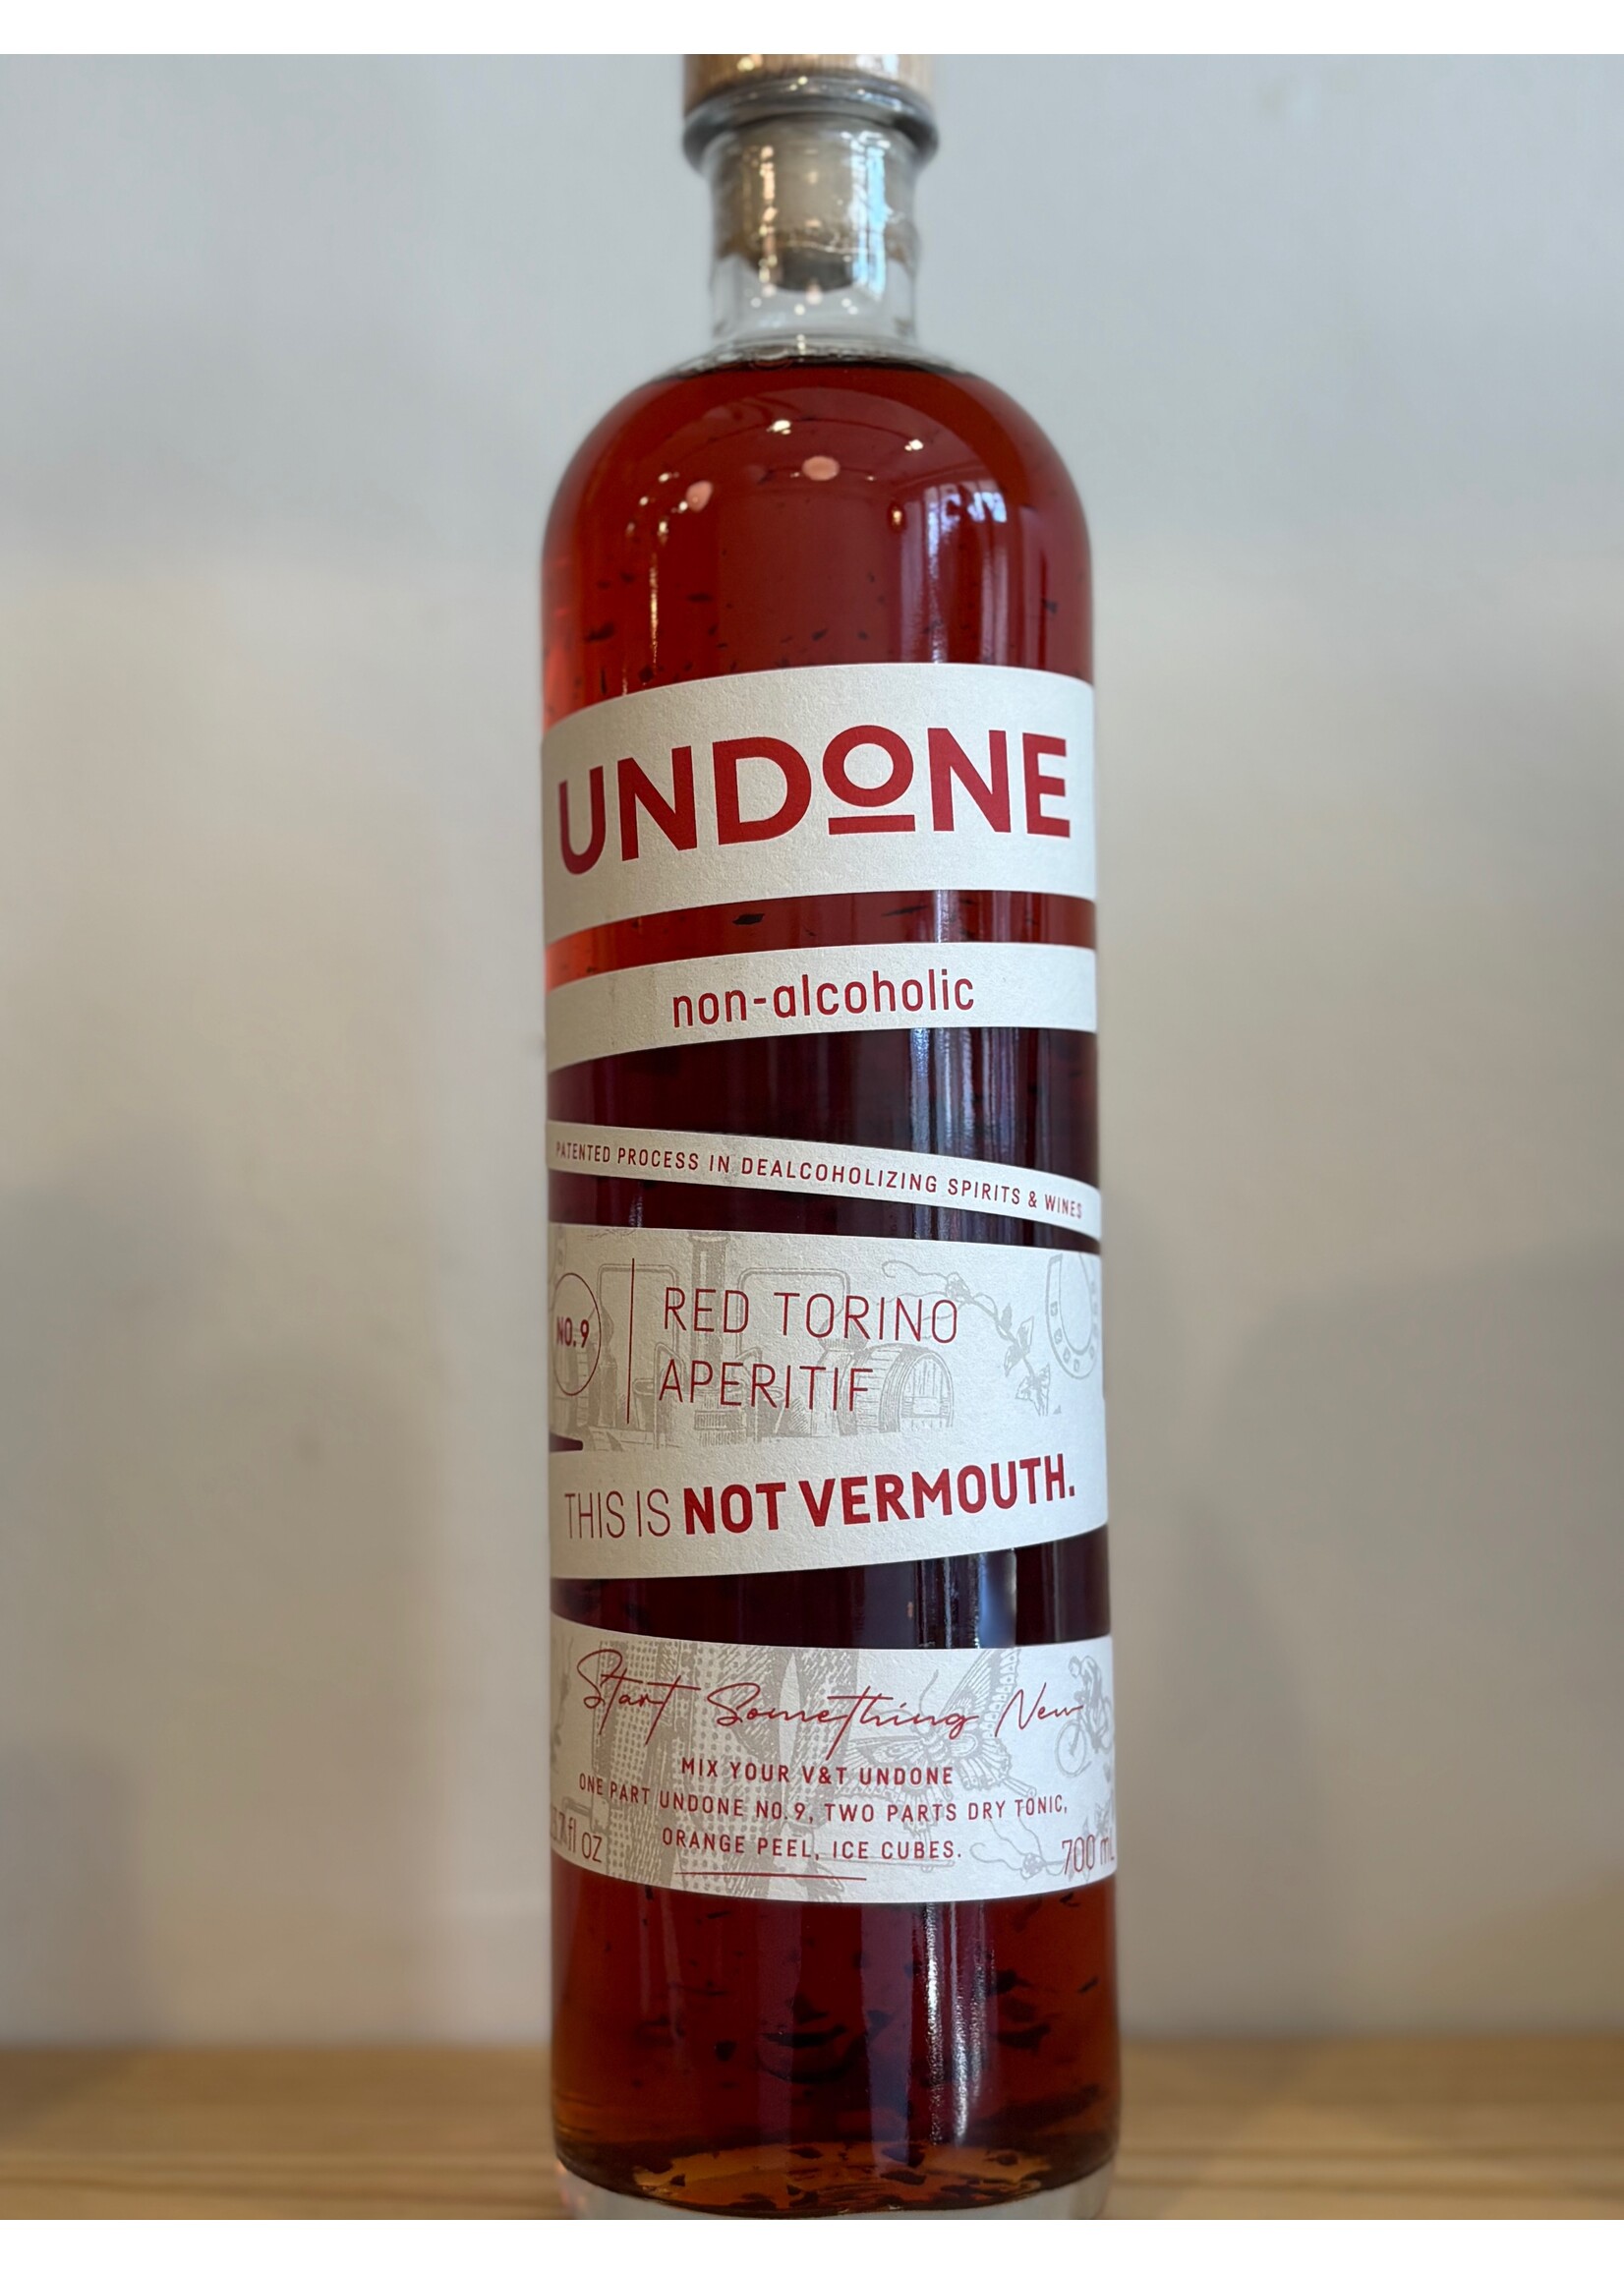 UNDONE
non-alcoholic
PATENTED PROCESS IN DEALCOHOLIZING SPIRITS & WINES
NO.9
RED TORINO
APERITIF
THIS IS NOT VERMOUTH.
Start Something New
MIX YOUR V&T UNDONE
ONE PART UNDONE NO.9, TWO PARTS DRY TONIC,
ORANGE PEEL, ICE CUBES.
fl oz
700 mL